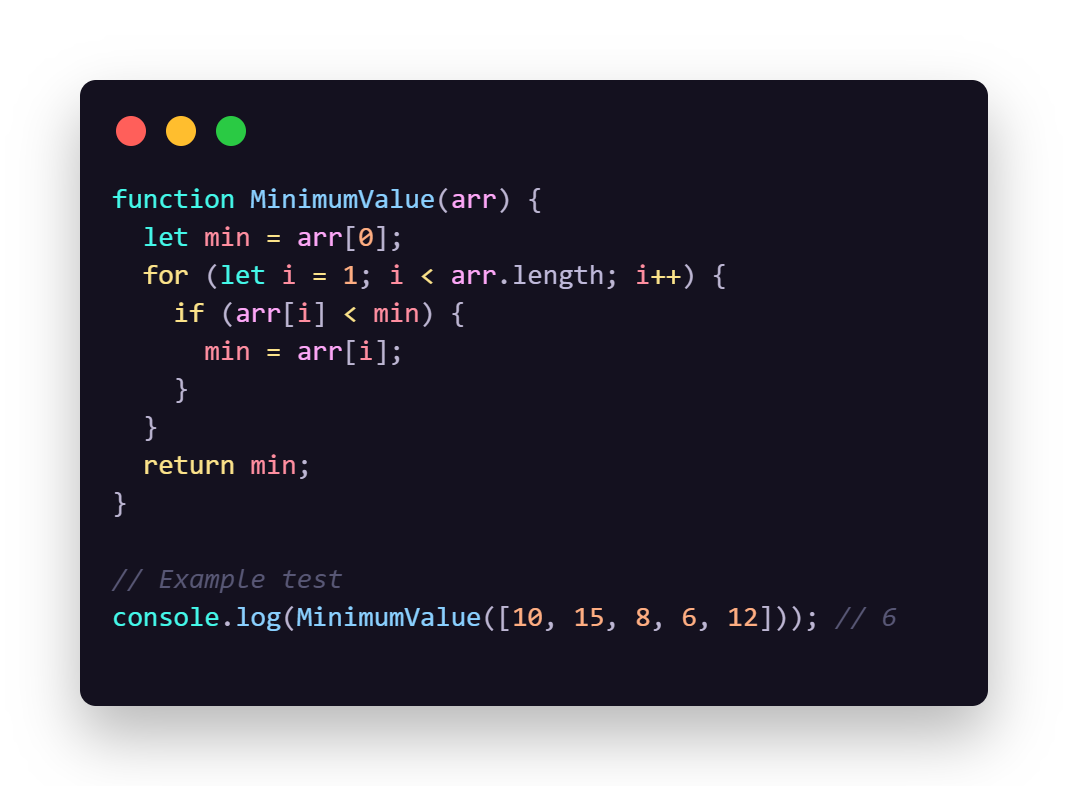 function MinimumValue(arr) {
  let min = arr[0];
  for (let i = 1; i < arr.length; i++) {
    if (arr[i] < min) {
      min = arr[i];
    }
  }
  return min;
}

// Example test
console.log(MinimumValue([10, 15, 8, 6, 12])); // 6